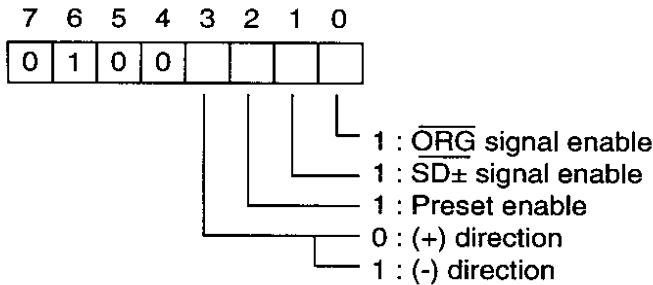 7 6 5 4 3 2 1 0
0 1 0 0
1 : ORG signal enable
1 : SD± signal enable
1 : Preset enable
0 : (+) direction
1 : (-) direction